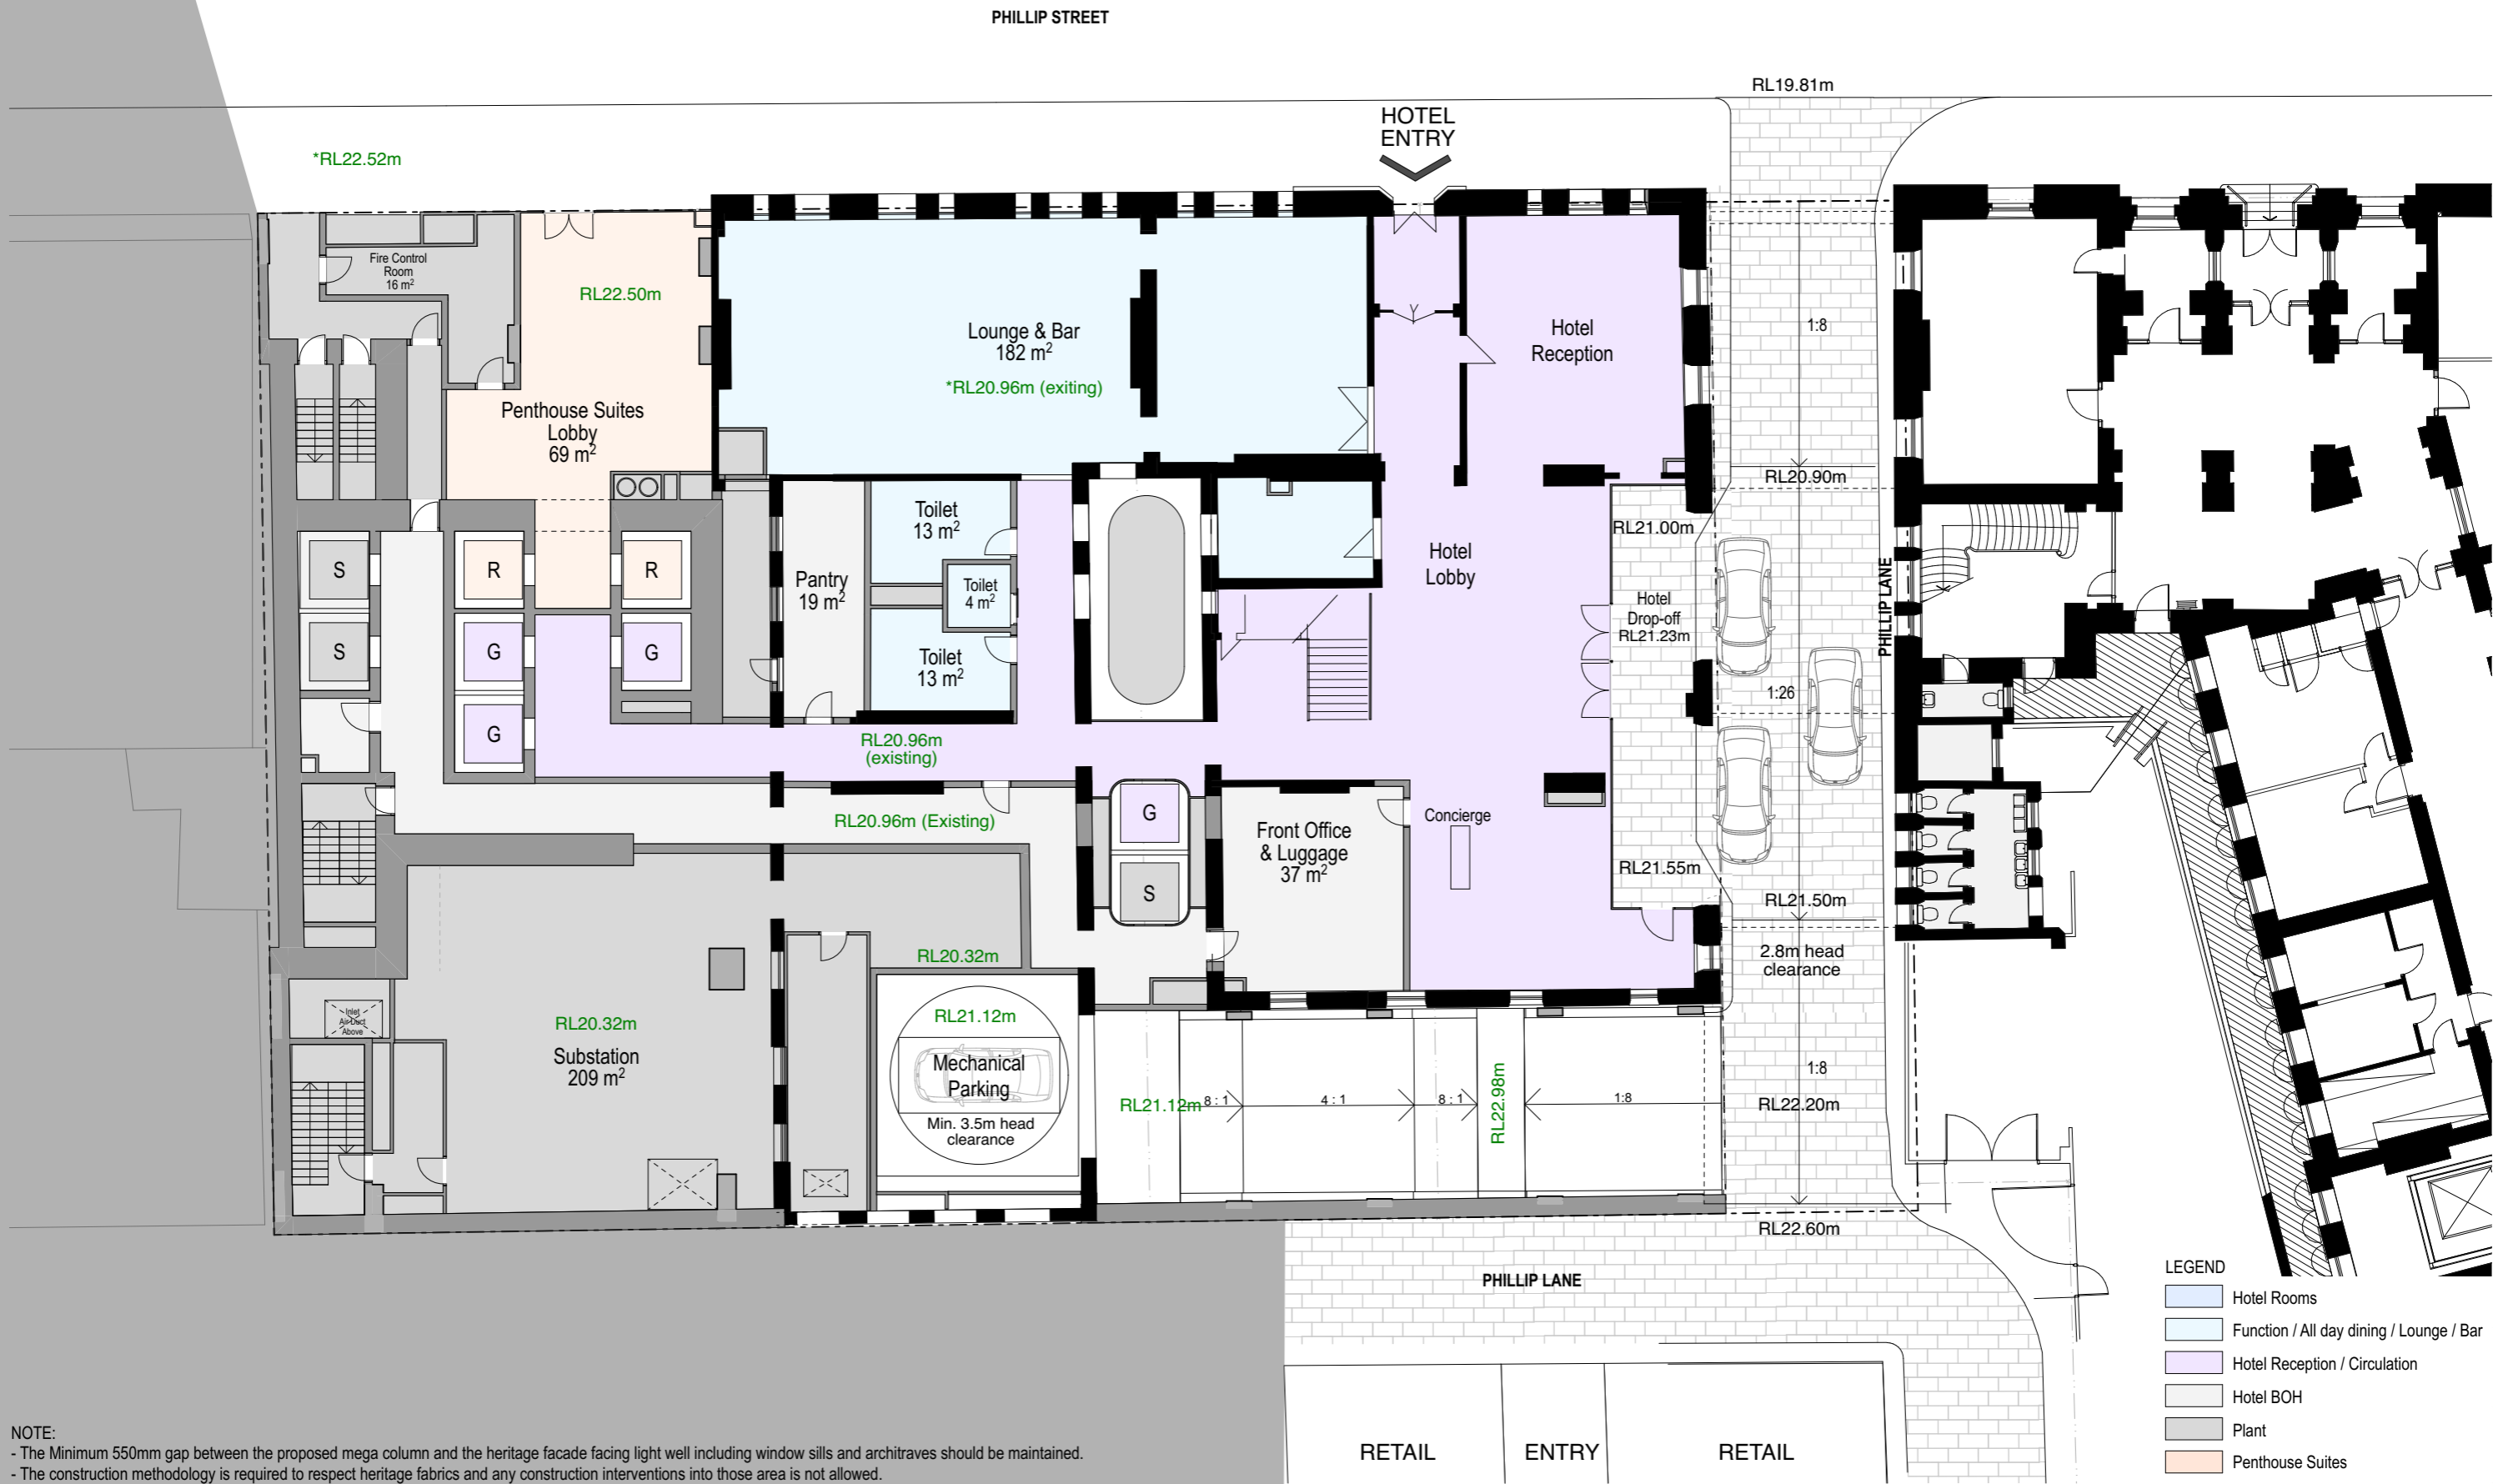 PHILLIP STREET
RL19.81m
HOTEL
ENTRY
*RL22.52m
Fire Control
Room
16 m²
RL22.50m
Lounge & Bar
182 m²
*RL20.96m (exiting)
Hotel
Reception
1:8
Penthouse Suites
Lobby
69 m²
RL20.90m
Toilet
13 m²
RL21.00m
S
R
R
Pantry
19 m²
Toilet
4 m²
Hotel
Lobby
Hotel
Drop-off
RL21.23m
PHILLIP LANE
S
G
G
Toilet
13 m²
1:26
G
RL20.96m
(existing)
RL20.96m (Existing)
G
Concierge
Front Office
& Luggage
37 m²
RL21.55m
S
RL21.50m
RL20.32m
2.8m head
clearance
Inlet
Air Duct
Above
RL20.32m
Substation
209 m²
RL21.12m
Mechanical
Parking
Min. 3.5m head
clearance
RL21.12m
8 : 1
4 : 1
8 : 1
RL22.98m
1:8
1:8
RL22.20m
RL22.60m
PHILLIP LANE
LEGEND
Hotel Rooms
Function / All day dining / Lounge / Bar
Hotel Reception / Circulation
Hotel BOH
Plant
Penthouse Suites
RETAIL
ENTRY
RETAIL
NOTE:
- The Minimum 550mm gap between the proposed mega column and the heritage facade facing light well including window sills and architraves should be maintained.
- The construction methodology is required to respect heritage fabrics and any construction interventions into those area is not allowed.